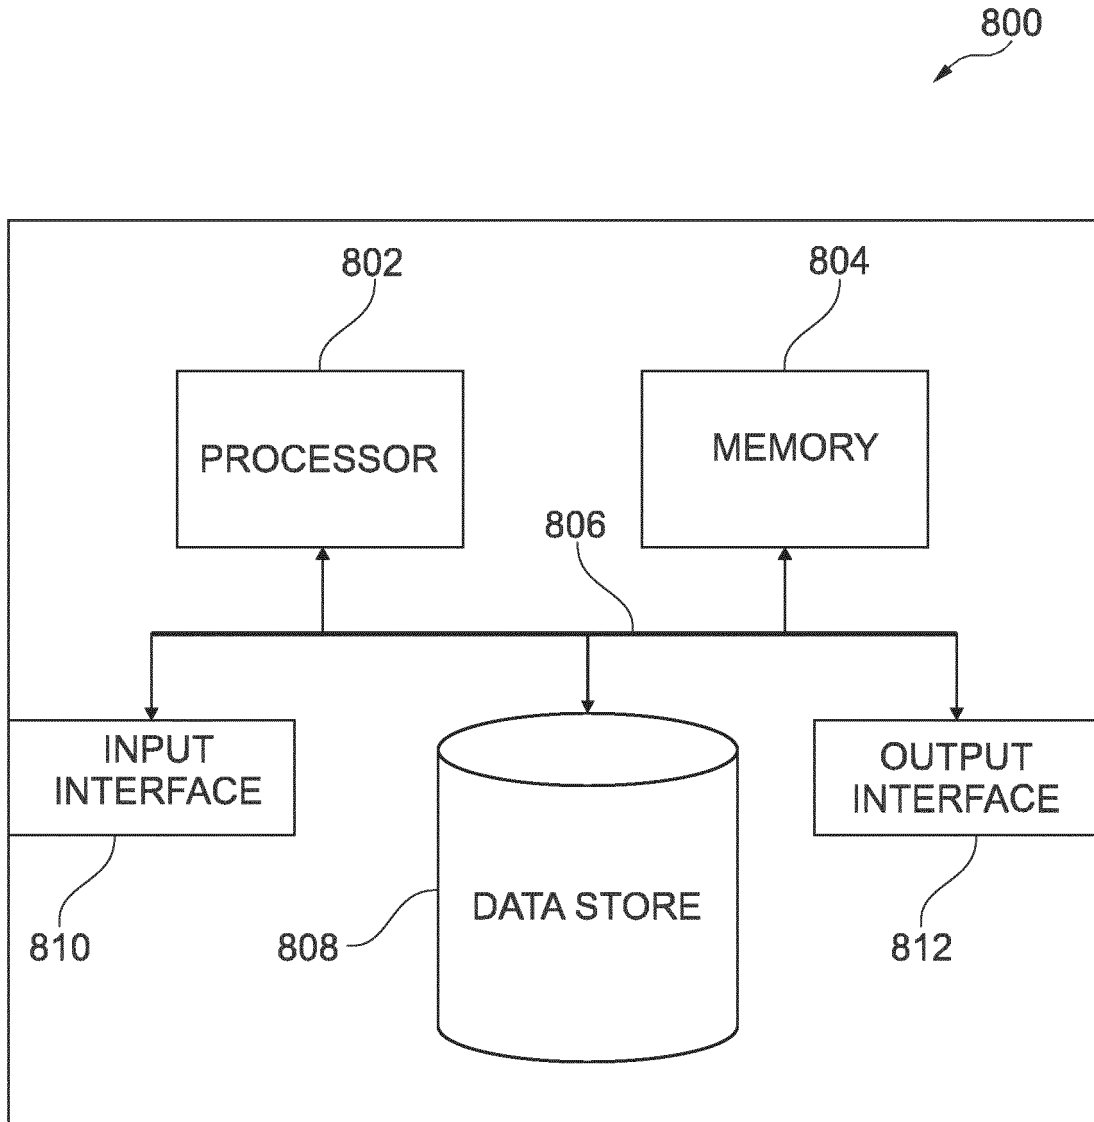 800
802
804
PROCESSOR
MEMORY
806
INPUT
INTERFACE
OUTPUT
INTERFACE
DATA STORE
810
808
812